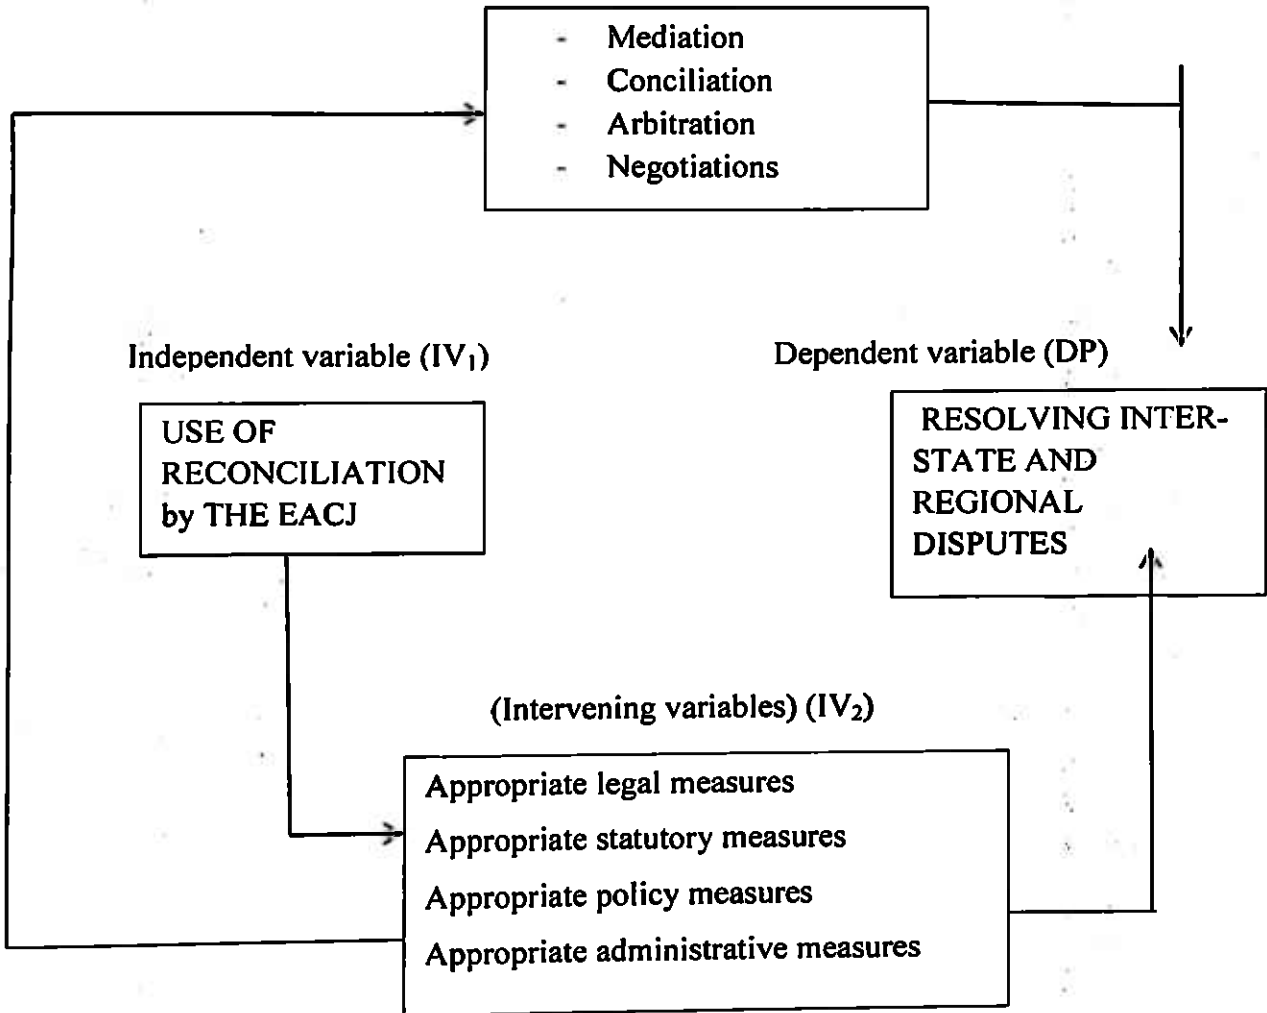 - Mediation
- Conciliation
- Arbitration
- Negotiations
Independent variable (IV₁)
Dependent variable (DP)
USE OF
RECONCILIATION
by THE EACJ
RESOLVING INTER-
STATE AND
REGIONAL
DISPUTES
(Intervening variables) (IV₂)
Appropriate legal measures
Appropriate statutory measures
Appropriate policy measures
Appropriate administrative measures